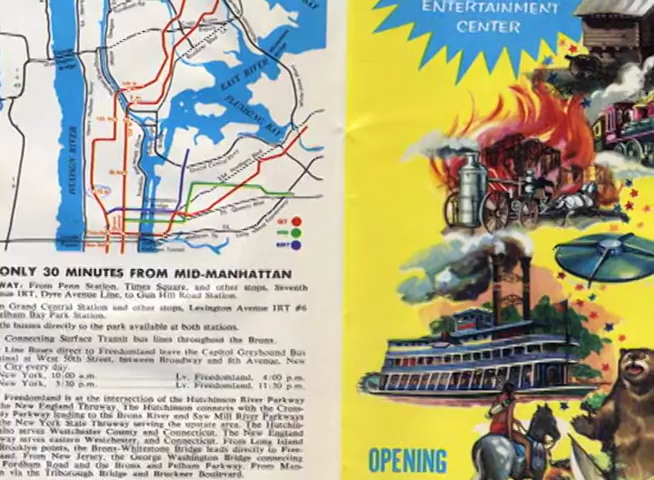 EAST RIVER
FLUSHING BAY
HUDSON RIVER
IRT
IND
BMT
ONLY 30 MINUTES FROM MID-MANHATTAN
WAY: From Penn Station, Times Square, and other stops, Seventh
IRT, Dyre Avenue Line, to Gun Hill Road Station.
Grand Central Station and other stops, Lexington Avenue IRT #6
Bay Park Station.
buses directly to the park available at both stations.
Connecting Surface Transit bus lines throughout the Bronx.
Line Buses direct to Freedomland leave the Capitol Greyhound Bus
at West 50th Street, between Broadway and 8th Avenue, New
City every day.
New York, 10:00 a.m. Lv. Freedomland, 4:00 p.m.
New York, 5:30 p.m. Lv. Freedomland, 11:30 p.m.
Freedomland is at the intersection of the Hutchinson River Parkway
the New England Thruway. The Hutchinson connects with the Cross-
Parkway leading to the Bronx River and Saw Mill River Parkways
the New York State Thruway serving the upstate area. The Hutchin-
also serves Westchester County and Connecticut. The New England
way serves eastern Westchester, and Connecticut. From Long Island
Brooklyn points, the Bronx-Whitestone Bridge leads directly to Free-
land. From New Jersey, the George Washington Bridge connecting
Fordham Road and the Bronx and Pelham Parkway. From Man-
via the Triborough Bridge and Bruckner Boulevard.
ENTERTAINMENT
CENTER
OPENING